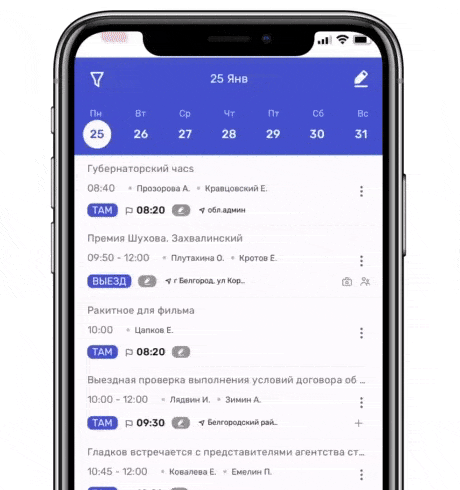 25 Янв
Пн Вт Ср Чт Пт Сб Вс
25 26 27 28 29 30 31
Губернаторский часs
08:40 Прозорова А. Кравцовский Е.
ТАМ 08:20 обл.админ
Премия Шухова. Захвалинский
09:50 - 12:00 Плутахина О. Кротов Е.
ВЫЕЗД г Белгород, ул Кор...
Ракитное для фильма
10:00 Цапков Е.
ТАМ 08:20
Выездная проверка выполнения условий договора об ...
10:00 - 12:00 Лядвин И. Зимин А.
ТАМ 09:30 Белгородский рай...
Гладков встречается с представителями агентства ст...
10:45 - 12:00 Ковалева Е. Емелин П.